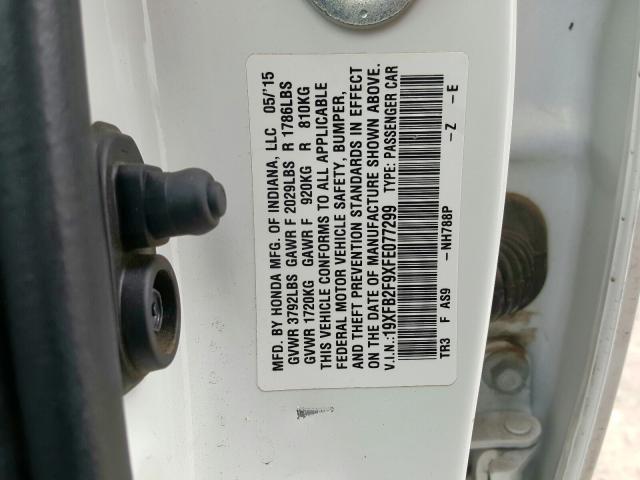 MFD. BY HONDA MFG. OF INDIANA, LLC 05/'15
GVWR 3792LBS GAWR F 2029LBS R 1786LBS
GVWR 1720KG GAWR F 920KG R 810KG
THIS VEHICLE CONFORMS TO ALL APPLICABLE
FEDERAL MOTOR VEHICLE SAFETY, BUMPER,
AND THEFT PREVENTION STANDARDS IN EFFECT
ON THE DATE OF MANUFACTURE SHOWN ABOVE.
V.I.N.:19XFB2F9XFE077299 TYPE: PASSENGER CAR
TR3 F AS9 –NH788P –Z –E